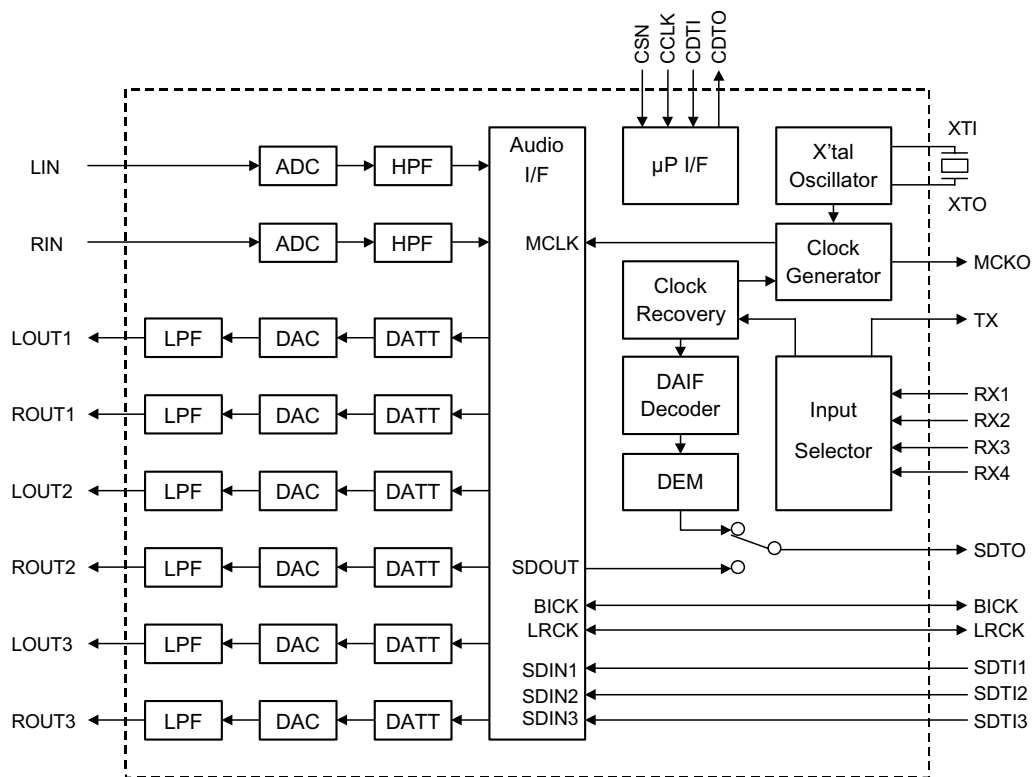 CSN
CCLK
CDTI
CDTO
LIN
ADC
HPF
Audio
I/F
µP I/F
X’tal
Oscillator
XTI
XTO
RIN
ADC
HPF
MCLK
Clock
Generator
MCKO
Clock
Recovery
TX
LOUT1
LPF
DAC
DATT
DAIF
Decoder
Input
Selector
RX1
RX2
RX3
RX4
ROUT1
LPF
DAC
DATT
LOUT2
LPF
DAC
DATT
DEM
ROUT2
LPF
DAC
DATT
SDOUT
SDTO
BICK
BICK
LRCK
LRCK
LOUT3
LPF
DAC
DATT
SDIN1
SDTI1
SDIN2
SDTI2
SDIN3
SDTI3
ROUT3
LPF
DAC
DATT